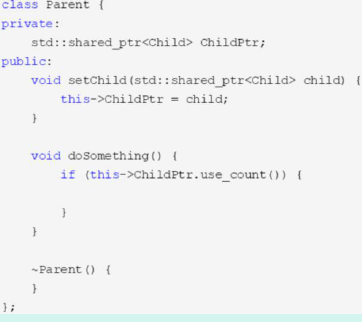 class Parent {
private:
    std::shared_ptr<Child> ChildPtr;
public:
    void setChild(std::shared_ptr<Child> child) {
        this->ChildPtr = child;
    }
    void doSomething() {
        if (this->ChildPtr.use_count()) {
        }
    }
    ~Parent() {
    }
};